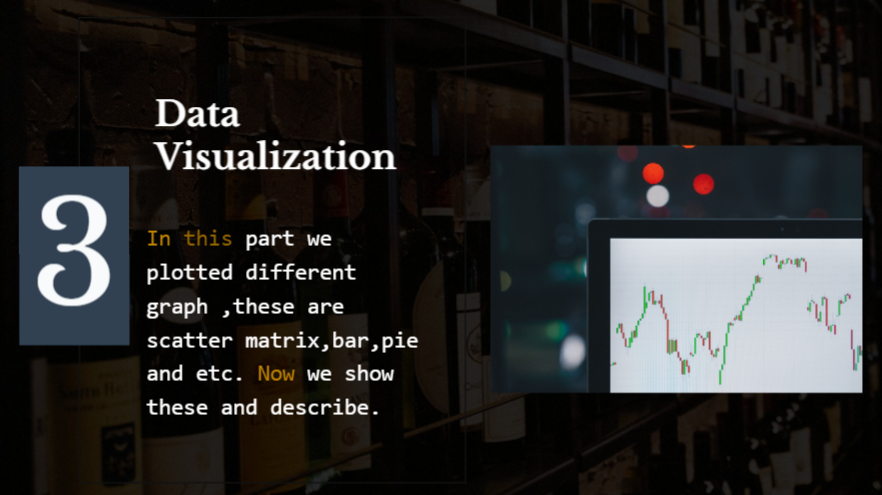 Data
Visualization
3
In this part we
plotted different
graph ,these are
scatter matrix,bar,pie
and etc. Now we show
these and describe.